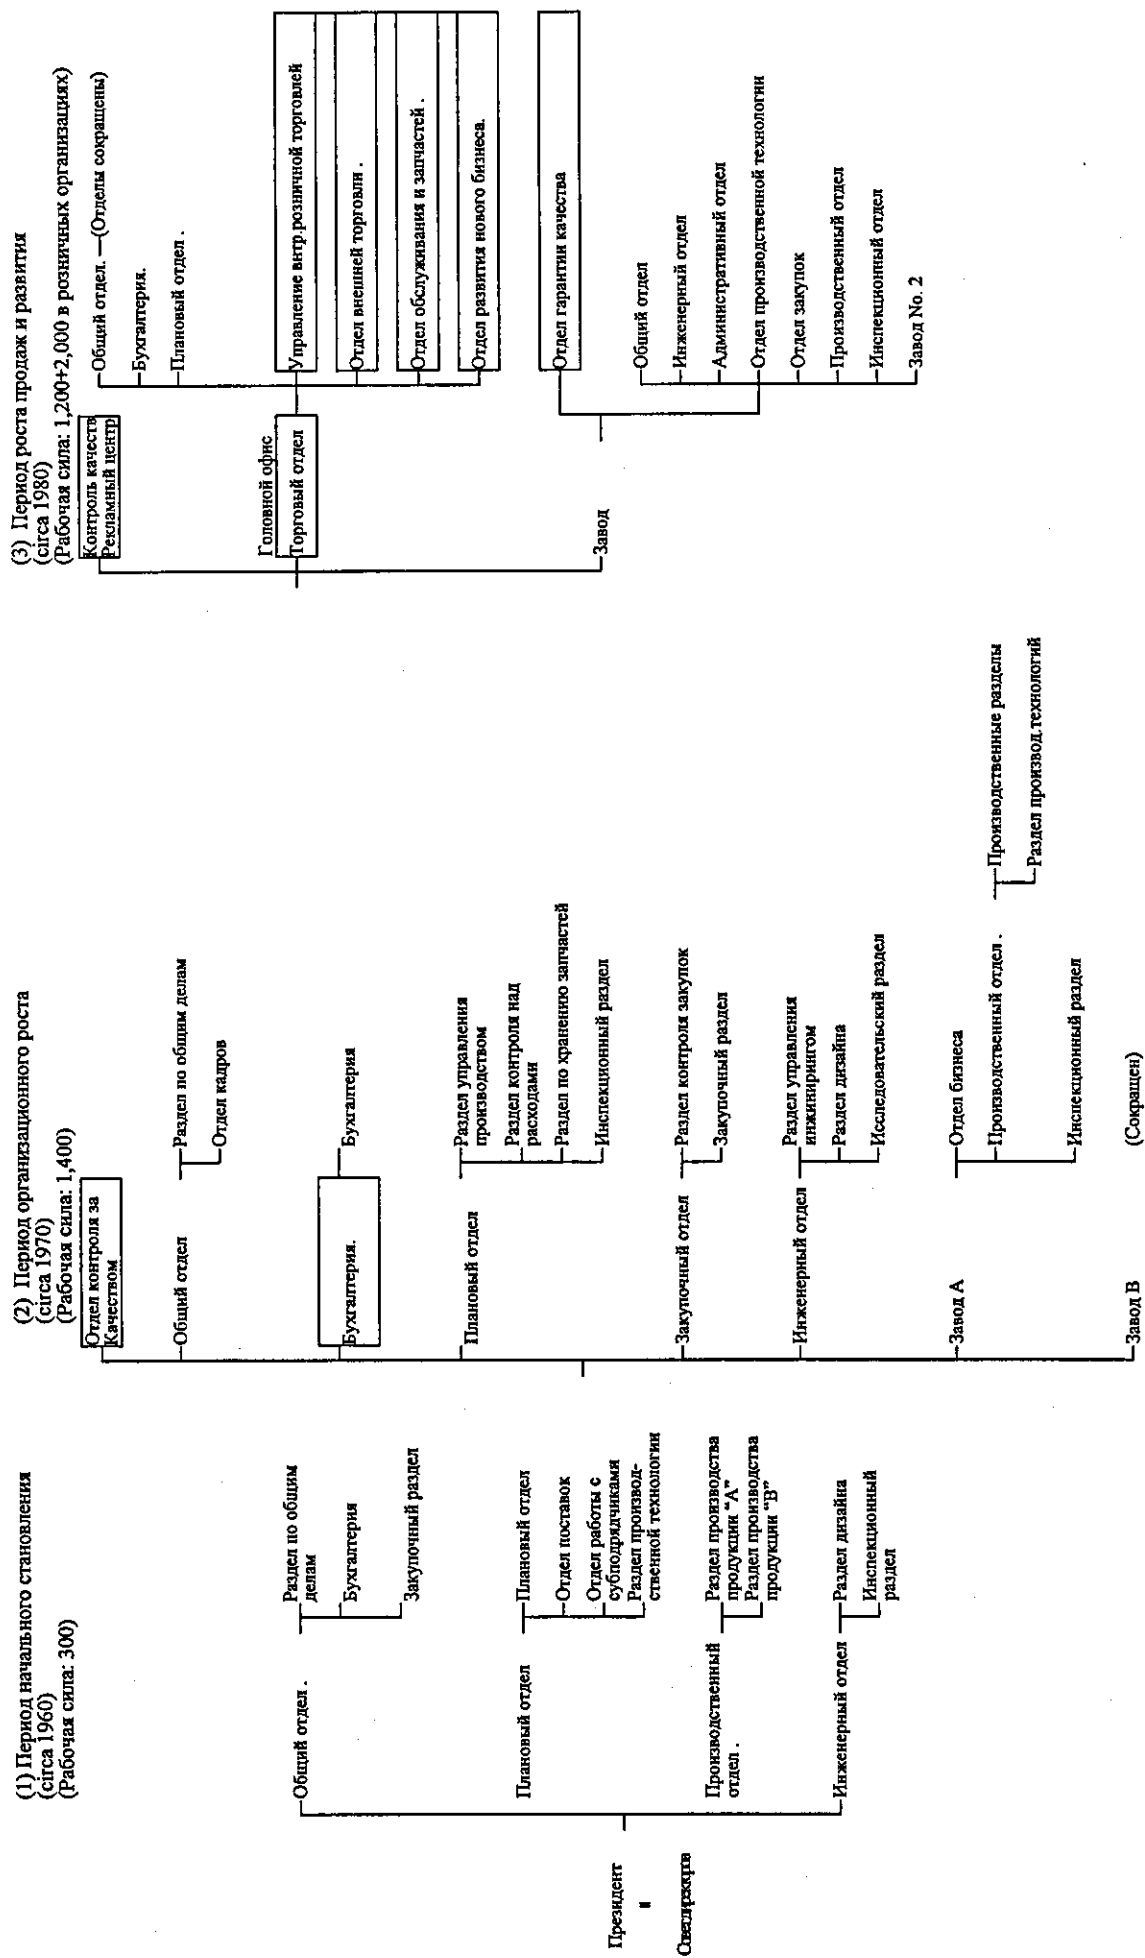 (1) Период начального становления
(circa 1960)
(Рабочая сила: 300)
Президент
и
Совет директоров
Общий отдел .
Раздел по общим
делам
Бухгалтерия
Закупочный раздел
Плановый отдел
Плановый отдел
Отдел поставок
Отдел работы с
субподрядчиками
Раздел производ-
ственной технологии
Производственный
отдел .
Раздел производства
продукции “А”
Раздел производства
продукции “В”
Инженерный отдел
Раздел дизайна
Инспекционный
раздел
(2) Период организационного роста
(circa 1970)
(Рабочая сила: 1,400)
Отдел контроля за
Качеством
Общий отдел
Раздел по общим делам
Отдел кадров
Бухгалтерия.
Бухгалтерия
Плановый отдел
Раздел управления
производством
Раздел контроля над
расходами
Раздел по хранению запчастей
Инспекционный раздел
Закупочный отдел
Раздел контроля закупок
Закупочный раздел
Инженерный отдел
Раздел управления
инжинирингом
Раздел дизайна
Исследовательский раздел
Завод А
Отдел бизнеса
Производственный отдел .
Производственные разделы
Раздел производ.технологий
Инспекционный раздел
Завод В
(Сокращен)
(3) Период роста продаж и развития
(circa 1980)
(Рабочая сила: 1,200+2,000 в розничных организациях)
Контроль качеств
Рекламный центр
Общий отдел. —(Отделы сокращены)
Бухгалтерия.
Плановый отдел .
Головной офис
Торговый отдел
Управление внтр.розничной торговлей
Отдел внешней торговли .
Отдел обслуживания и запчастей .
Отдел развития нового бизнеса.
Завод
Отдел гарантии качества
Общий отдел
Инженерный отдел
Административный отдел
Отдел производственной технологии
Отдел закупок
Производственный отдел
Инспекционный отдел
Завод No. 2